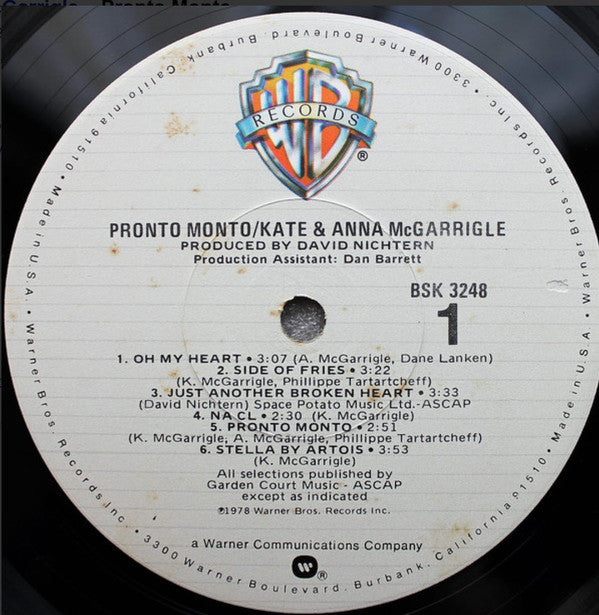 Garrigle – Pronto Monto
WB
RECORDS
®
PRONTO MONTO/KATE & ANNA McGARRIGLE
PRODUCED BY DAVID NICHTERN
Production Assistant: Dan Barrett
BSK 3248
1
1. OH MY HEART • 3:07 (A. McGarrigle, Dane Lanken)
2. SIDE OF FRIES • 3:22
(K. McGarrigle, Phillippe Tartartcheff)
3. JUST ANOTHER BROKEN HEART • 3:33
(David Nichtern) Space Potato Music Ltd.-ASCAP
4. NA CL • 2:30 (K. McGarrigle)
5. PRONTO MONTO • 2:51
(K. McGarrigle, A. McGarrigle, Phillippe Tartartcheff)
6. STELLA BY ARTOIS • 3:53
(K. McGarrigle)
All selections published by
Garden Court Music - ASCAP
except as indicated
℗1978 Warner Bros. Records Inc.
a Warner Communications Company
W®
• Made in U.S.A. • Warner Bros. Records Inc. • 3300 Warner Boulevard, Burbank, California 91510 • Made in U.S.A. • Warner Bros. Records Inc. • 3300 Warner Boulevard, Burbank, California 91510